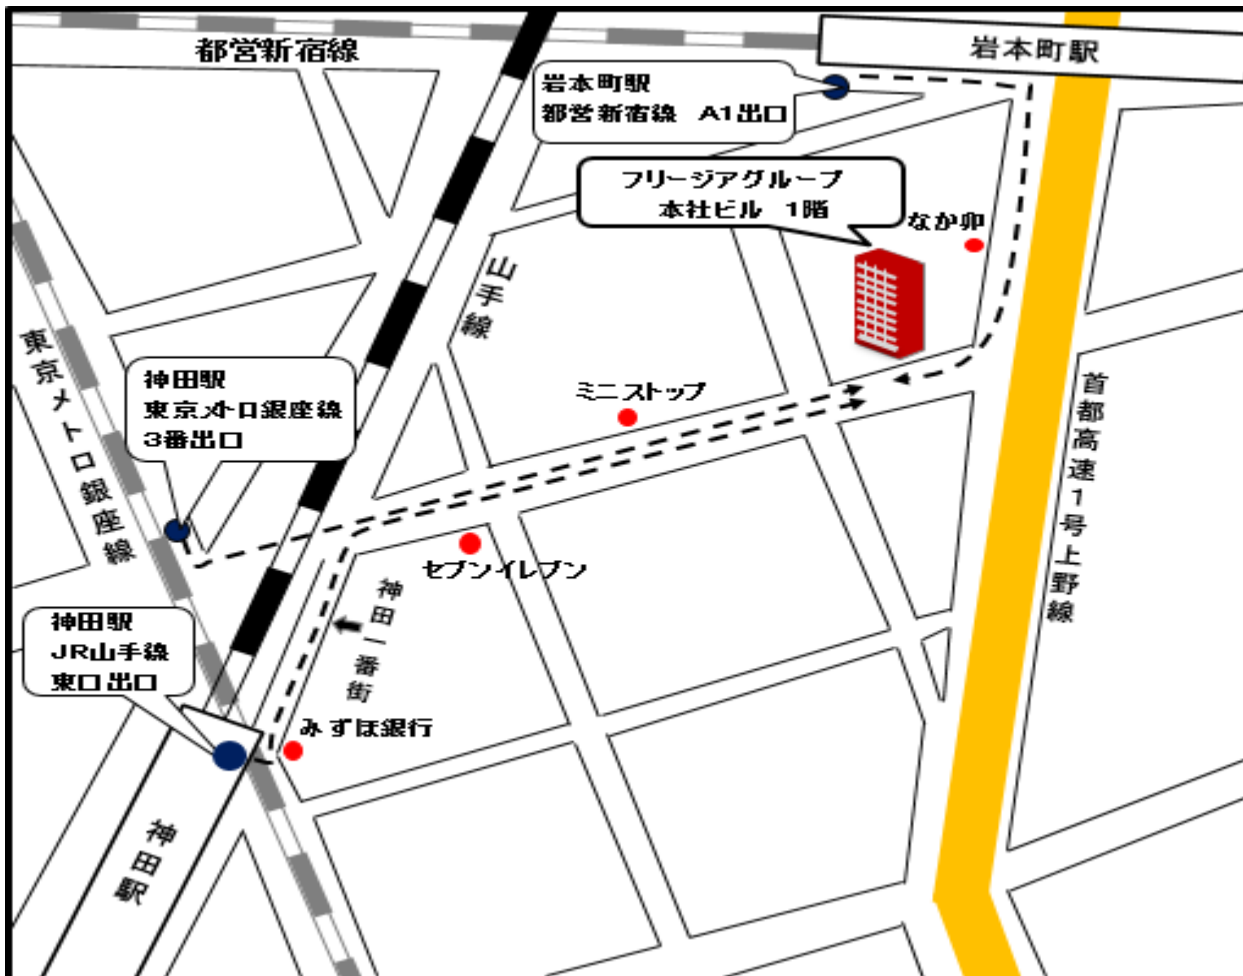 都営新宿線
岩本町駅
岩本町駅
都営新宿線 A1出口
フリージアグループ
本社ビル 1階
なか卯
山手線
東京メトロ銀座線
神田駅
東京メトロ銀座線
3番出口
ミニストップ
首都高速1号上野線
セブンイレブン
神田一番街
神田駅
JR山手線
東口出口
みずほ銀行
神田駅